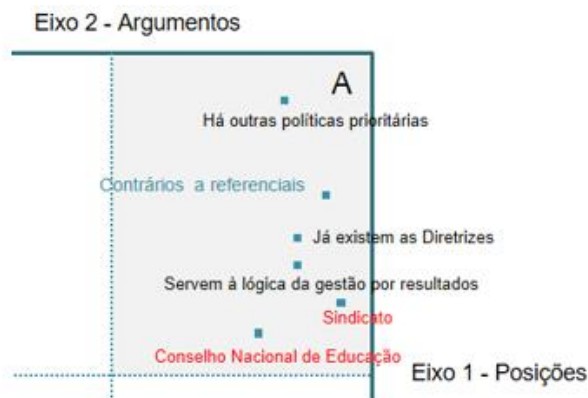 Eixo 2 - Argumentos
A
Há outras políticas prioritárias
Contrários a referenciais
Já existem as Diretrizes
Servem à lógica da gestão por resultados
Sindicato
Conselho Nacional de Educação
Eixo 1 - Posições